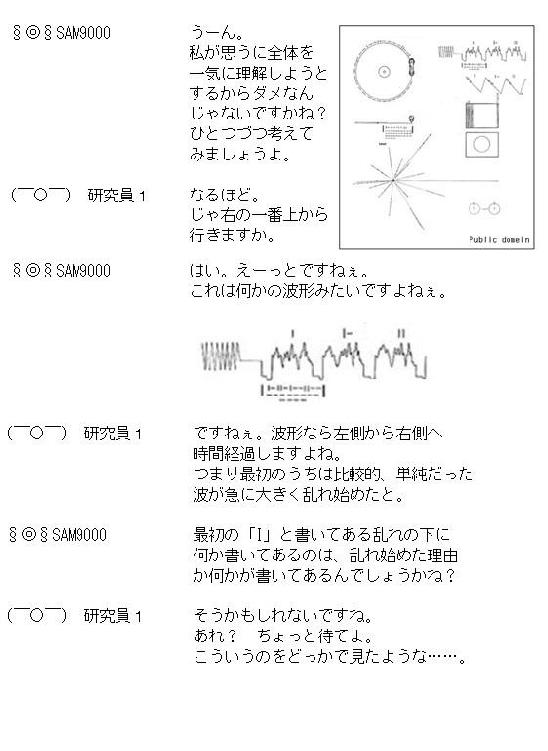 §◎§SAM9000 うーん。
私が思うに全体を
一気に理解しようと
するからダメなん
じゃないですかね？
ひとつづつ考えて
みましょうよ。
Public domein
(￣○￣) 研究員1 なるほど。
じゃ右の一番上から
行きますか。
§◎§SAM9000 はい。えーっとですねぇ。
これは何かの波形みたいですよねぇ。
I I- II
(￣○￣) 研究員1 ですねぇ。波形なら左側から右側へ
時間経過しますよね。
つまり最初のうちは比較的、単純だった
波が急に大きく乱れ始めたと。
§◎§SAM9000 最初の「I」と書いてある乱れの下に
何か書いてあるのは、乱れ始めた理由
か何かが書いてあるんでしょうかね？
(￣○￣) 研究員1 そうかもしれないですね。
あれ？　ちょっと待てよ。
こういうのをどっかで見たような……。